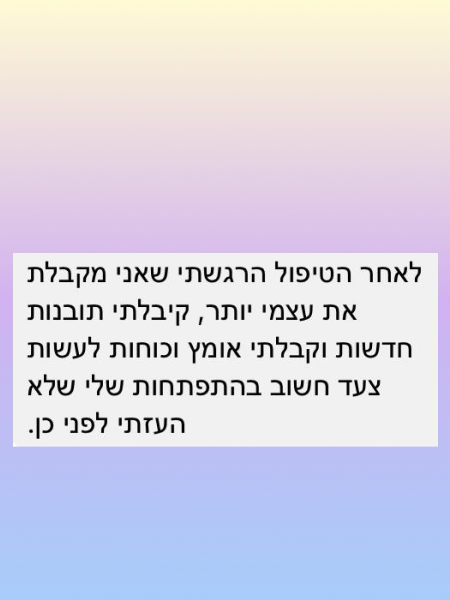 לאחר הטיפול הרגשתי שאני מקבלת
את עצמי יותר, קיבלתי תובנות
חדשות וקבלתי אומץ וכוחות לעשות
צעד חשוב בהתפתחות שלי שלא
העזתי לפני כן.